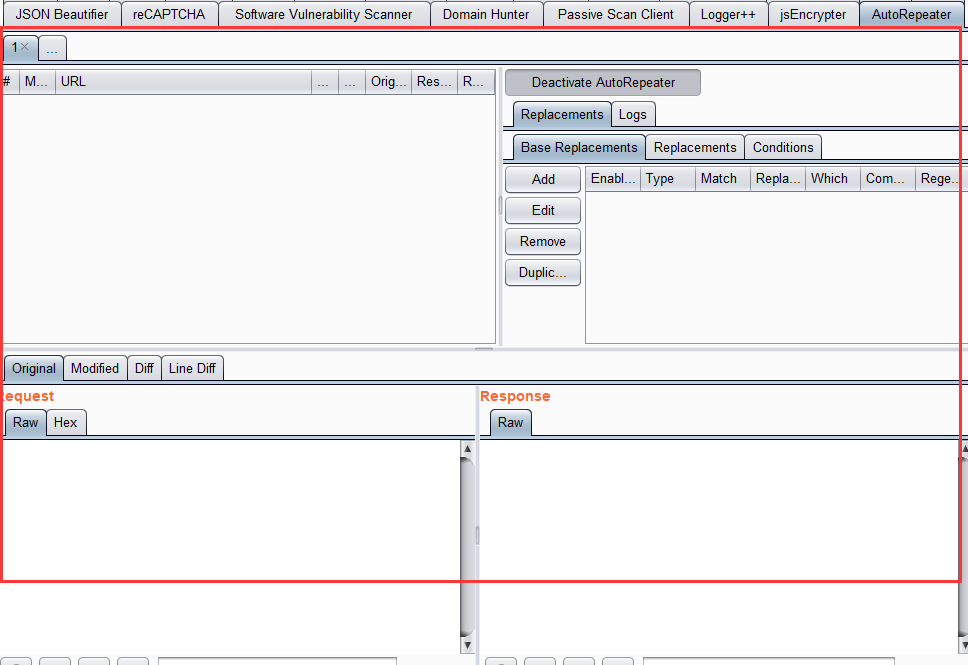 JSON Beautifier reCAPTCHA Software Vulnerability Scanner Domain Hunter Passive Scan Client Logger++ jsEncrypter AutoRepeater
1 ...
# M... URL ... ... Orig... Res... R...
Deactivate AutoRepeater
Replacements Logs
Base Replacements Replacements Conditions
Add
Edit
Remove
Duplic...
Enabl... Type Match Repla... Which Com... Rege...
Original Modified Diff Line Diff
equest
Raw Hex
Response
Raw